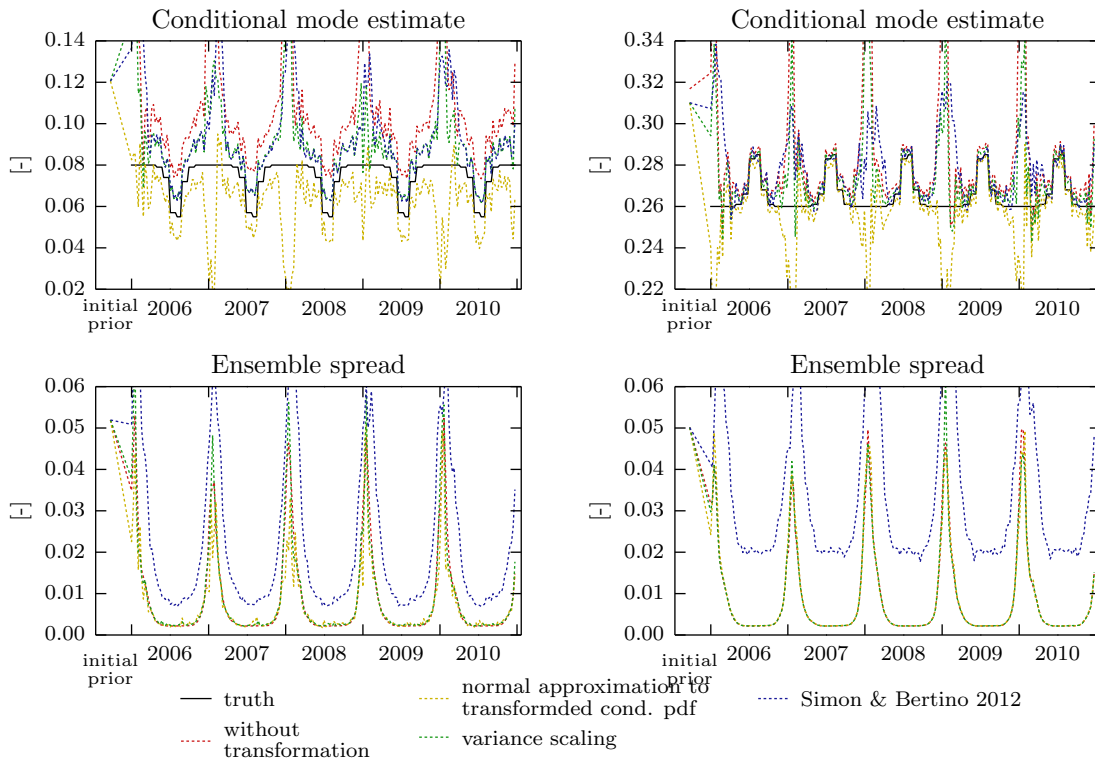 Conditional mode estimate
0.14
0.12
0.10
0.08
0.06
0.04
0.02
[-]
initial
prior
2006
2007
2008
2009
2010
Conditional mode estimate
0.34
0.32
0.30
0.28
0.26
0.24
0.22
[-]
initial
prior
2006
2007
2008
2009
2010
Ensemble spread
0.06
0.05
0.04
0.03
0.02
0.01
0.00
[-]
initial
prior
2006
2007
2008
2009
2010
Ensemble spread
0.06
0.05
0.04
0.03
0.02
0.01
0.00
[-]
initial
prior
2006
2007
2008
2009
2010
truth
without
transformation
normal approximation to
transformded cond. pdf
variance scaling
Simon & Bertino 2012